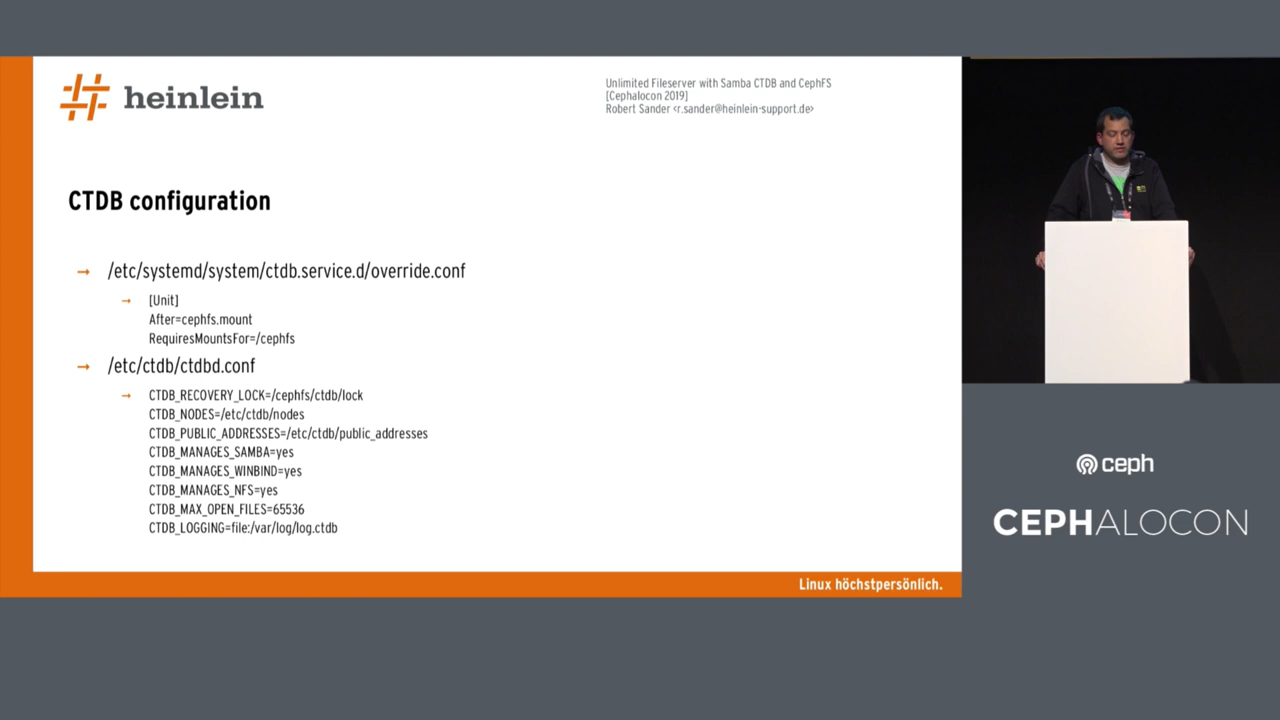 heinlein
Unlimited Fileserver with Samba CTDB and CephFS
[Cephalocon 2019]
Robert Sander <r.sander@heinlein-support.de>
CTDB configuration
→ /etc/systemd/system/ctdb.service.d/override.conf
→ [Unit]
After=cephfs.mount
RequiresMountsFor=/cephfs
→ /etc/ctdb/ctdbd.conf
→ CTDB_RECOVERY_LOCK=/cephfs/ctdb/lock
CTDB_NODES=/etc/ctdb/nodes
CTDB_PUBLIC_ADDRESSES=/etc/ctdb/public_addresses
CTDB_MANAGES_SAMBA=yes
CTDB_MANAGES_WINBIND=yes
CTDB_MANAGES_NFS=yes
CTDB_MAX_OPEN_FILES=65536
CTDB_LOGGING=file:/var/log/log.ctdb
Linux höchstpersönlich.
ceph
CEPHALOCON